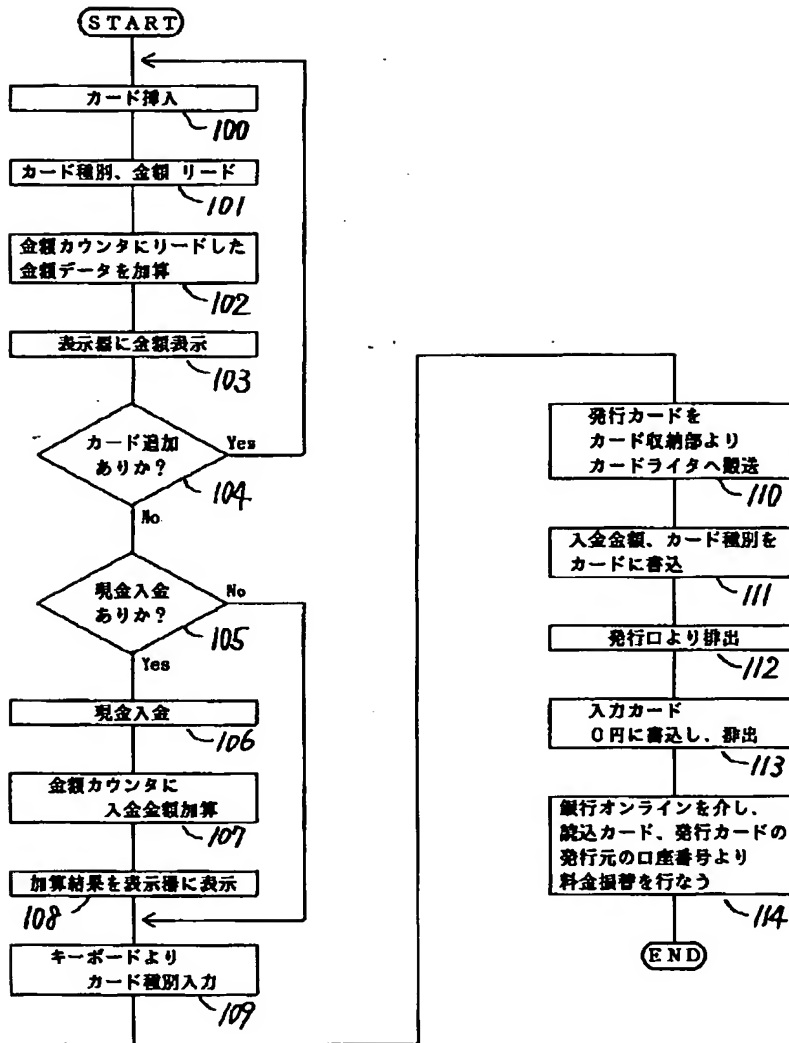 START
カード挿入
100
カード種別、金額 リード
101
金額カウンタにリードした
金額データを加算
102
表示器に金額表示
103
カード追加
ありか?
Yes
104
No
現金入金
ありか?
No
105
Yes
現金入金
106
金額カウンタに
入金金額加算
107
加算結果を表示器に表示
108
キーボードより
カード種別入力
109
発行カードを
カード収納部より
カードライタへ搬送
110
入金金額、カード種別を
カードに書込
111
発行口より排出
112
入力カード
0円に書込し、排出
113
銀行オンラインを介し、
読込カード、発行カードの
発行元の口座番号より
料金振替を行なう
114
END